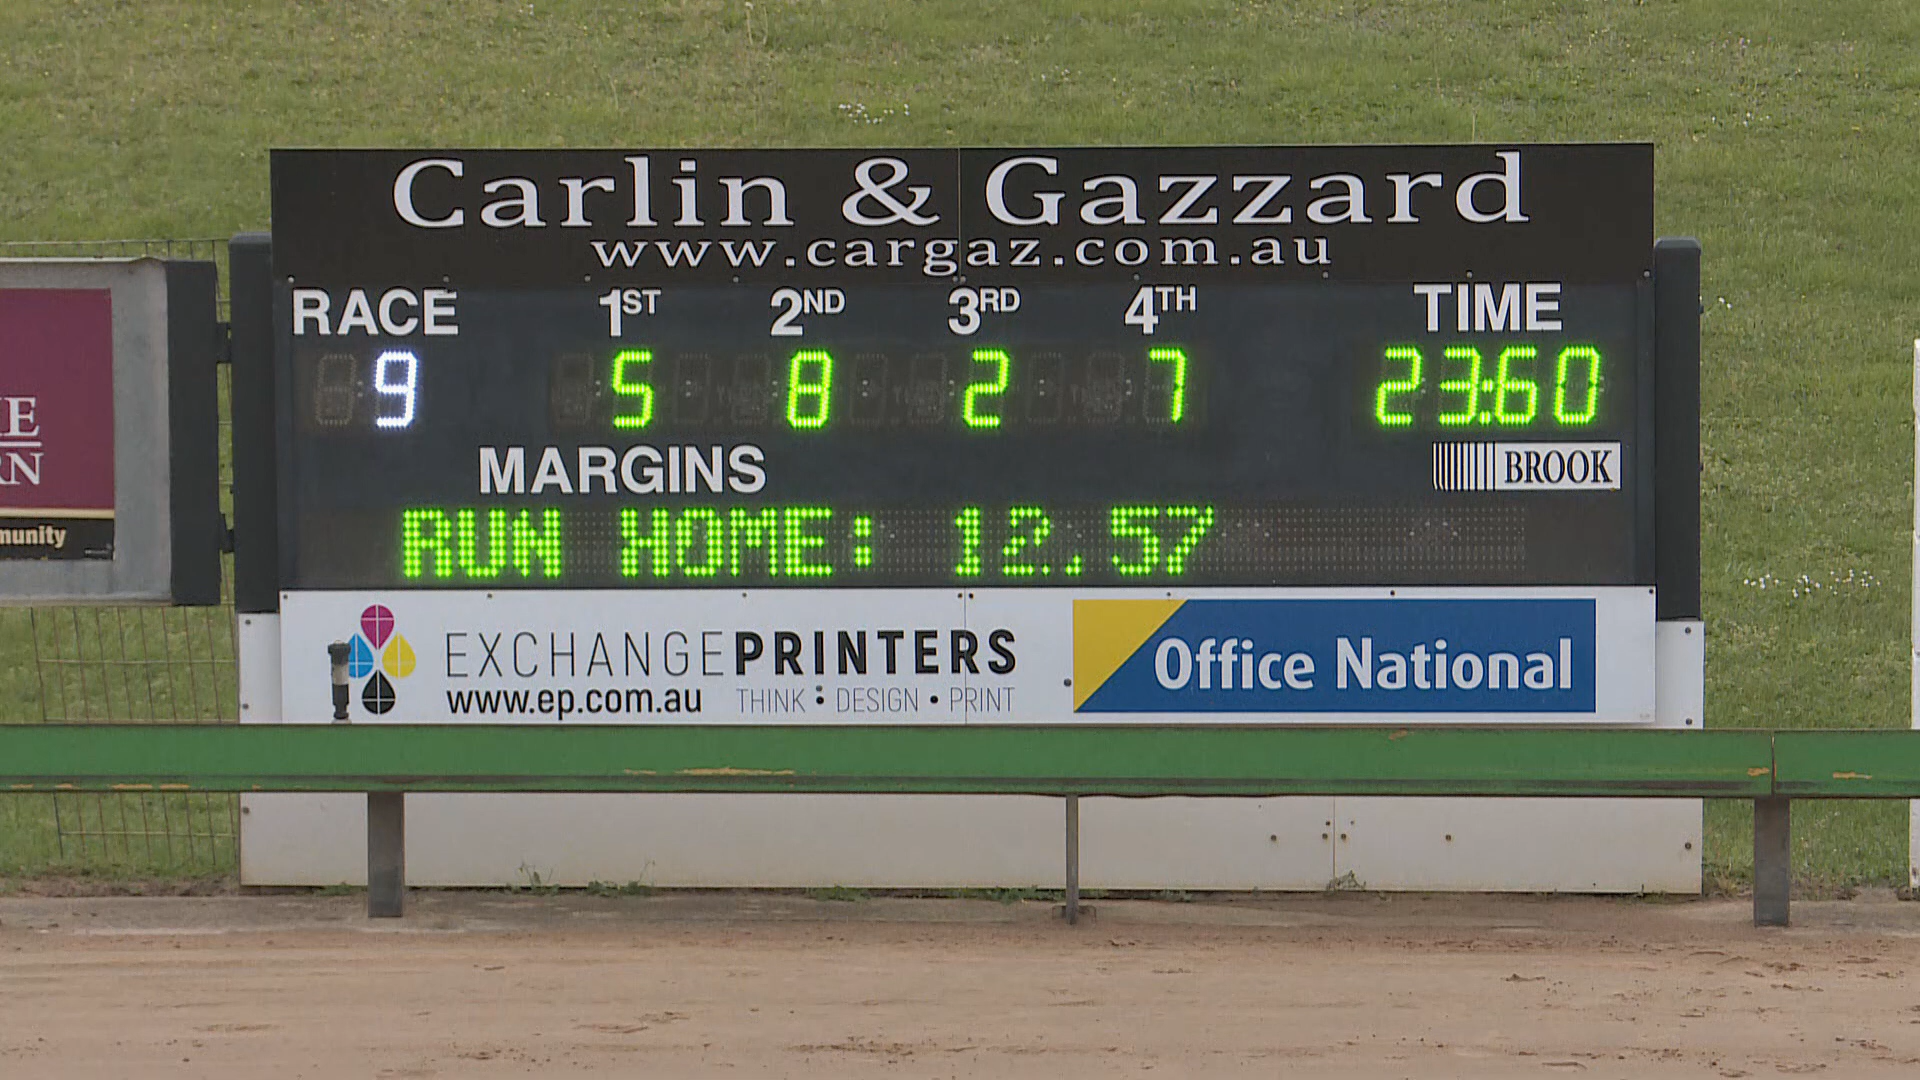 Carlin & Gazzard
www.cargaz.com.au
RACE 1ST 2ND 3RD 4TH TIME
9 5 8 2 7 23:60
MARGINS
BROOK
RUN HOME: 12.57
EXCHANGEPRINTERS
www.ep.com.au THINK • DESIGN • PRINT
Office National